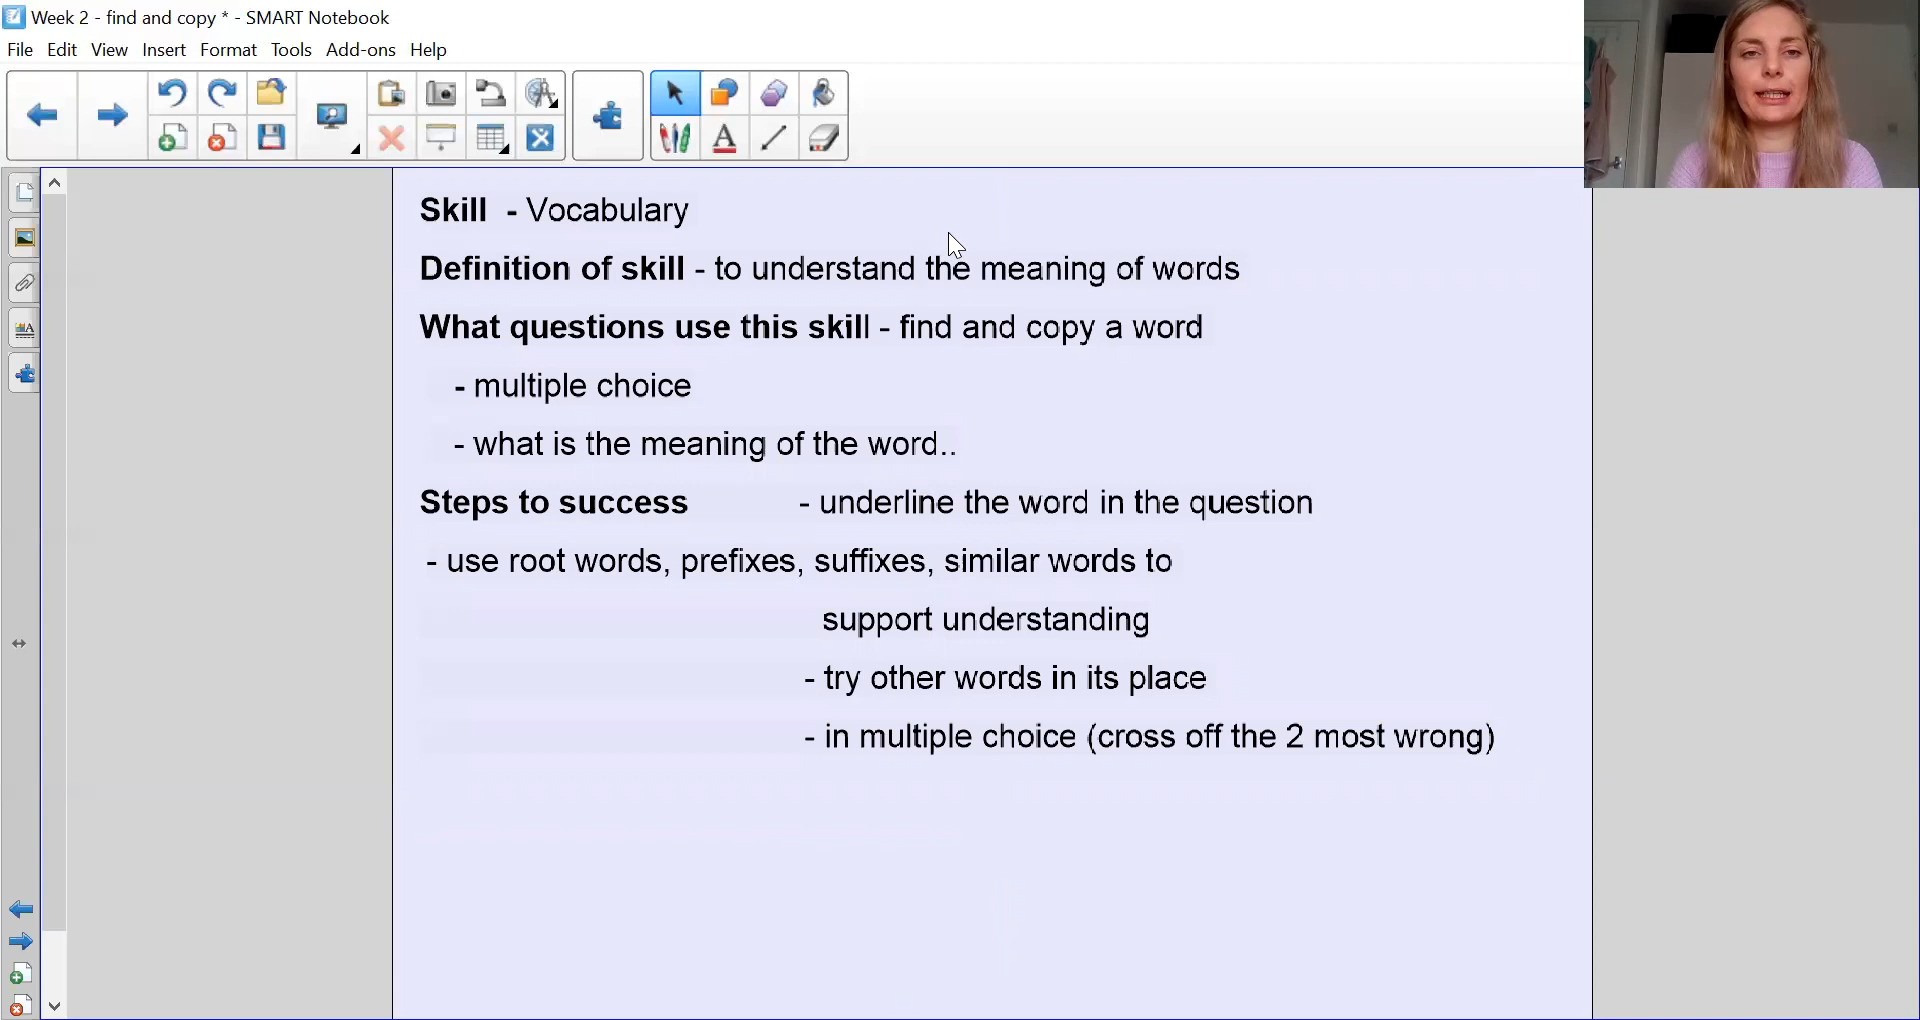 Week 2 - find and copy * - SMART Notebook
File Edit View Insert Format Tools Add-ons Help
Skill - Vocabulary
Definition of skill - to understand the meaning of words
What questions use this skill - find and copy a word
- multiple choice
- what is the meaning of the word..
Steps to success - underline the word in the question
- use root words, prefixes, suffixes, similar words to
support understanding
- try other words in its place
- in multiple choice (cross off the 2 most wrong)